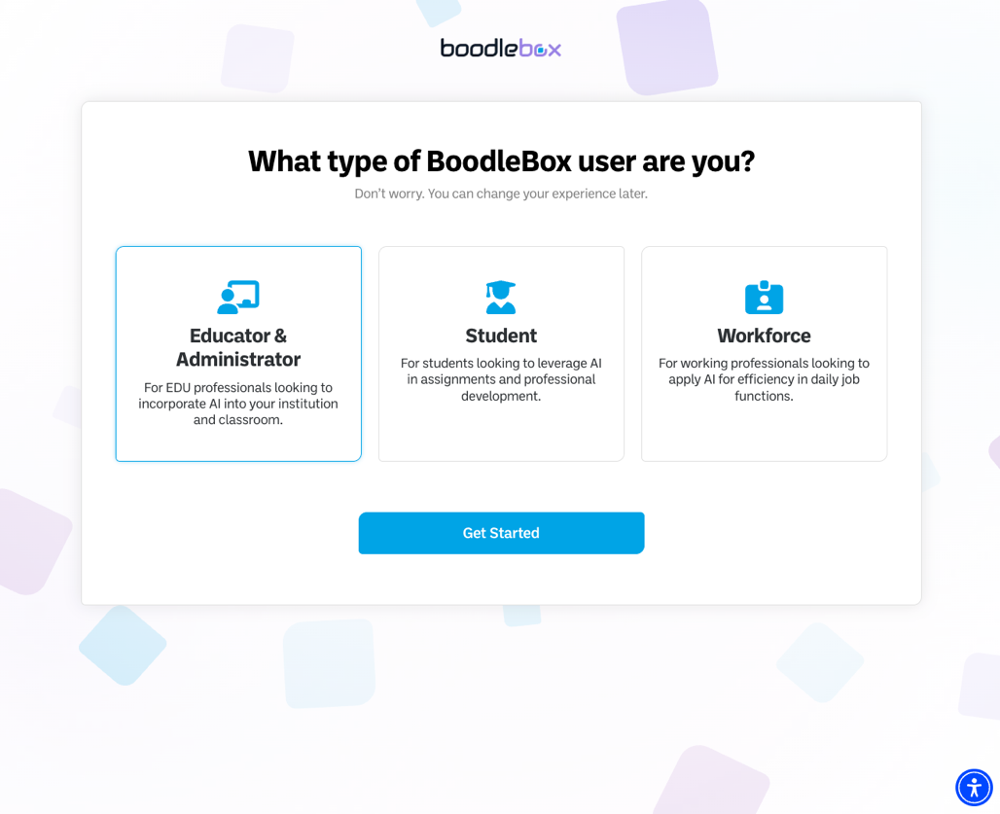 boodlebox
What type of BoodleBox user are you?
Don’t worry. You can change your experience later.
Educator &
Administrator
For EDU professionals looking to
incorporate AI into your institution
and classroom.
Student
For students looking to leverage AI
in assignments and professional
development.
Workforce
For working professionals looking to
apply AI for efficiency in daily job
functions.
Get Started